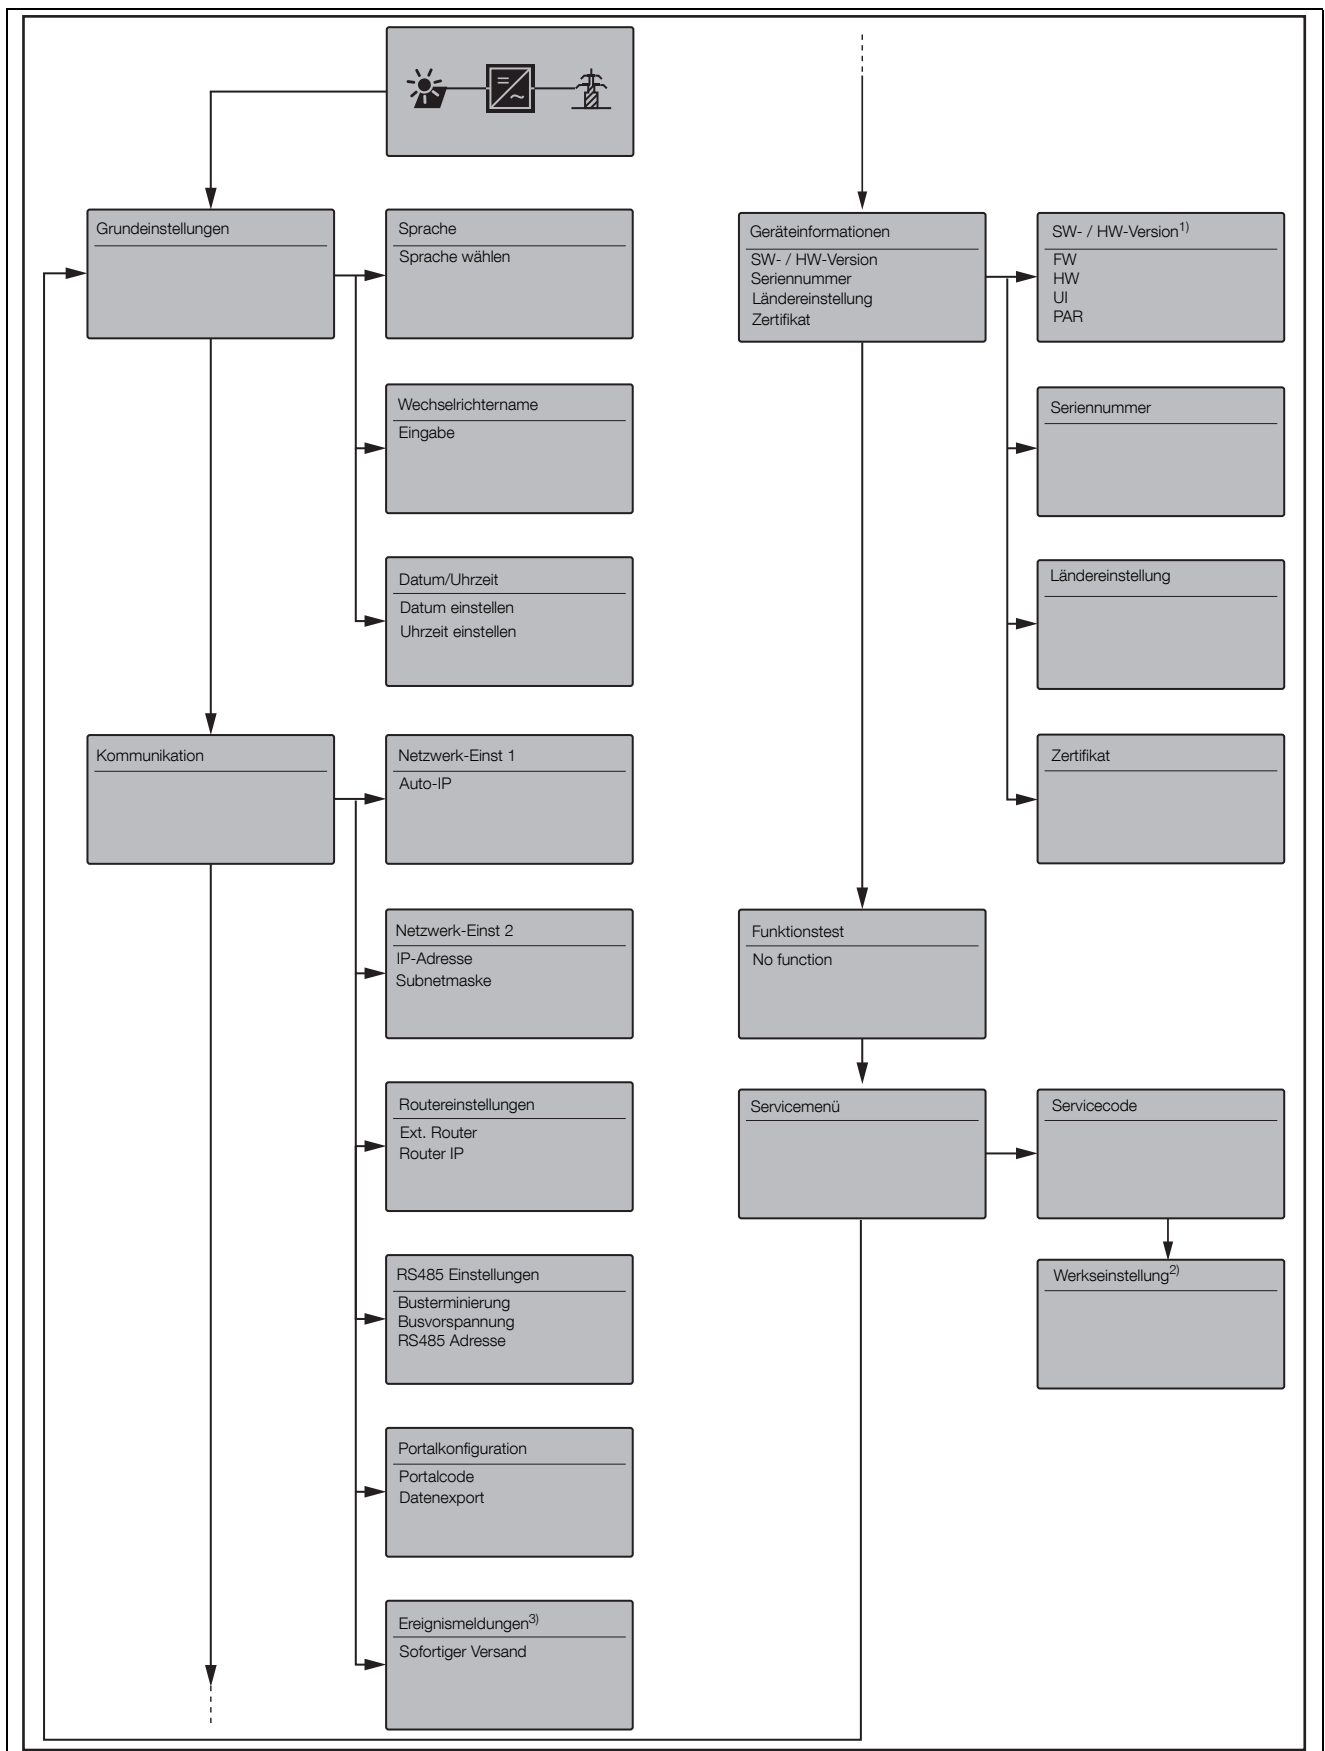 Grundeinstellungen
Sprache
Sprache wählen
Wechselrichtername
Eingabe
Datum/Uhrzeit
Datum einstellen
Uhrzeit einstellen
Kommunikation
Netzwerk-Einst 1
Auto-IP
Netzwerk-Einst 2
IP-Adresse
Subnetmaske
Routereinstellungen
Ext. Router
Router IP
RS485 Einstellungen
Busterminierung
Busvorspannung
RS485 Adresse
Portalkonfiguration
Portalcode
Datenexport
Ereignismeldungen3)
Sofortiger Versand
Geräteinformationen
SW- / HW-Version
Seriennummer
Ländereinstellung
Zertifikat
SW- / HW-Version1)
FW
HW
UI
PAR
Seriennummer
Ländereinstellung
Zertifikat
Funktionstest
No function
Servicemenü
Servicecode
Werkseinstellung2)